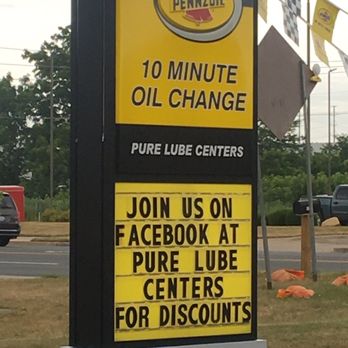 PENNZOIL
10 MINUTE
OIL CHANGE
PURE LUBE CENTERS
JOIN US ON
FACEBOOK AT
PURE LUBE
CENTERS
FOR DISCOUNTS